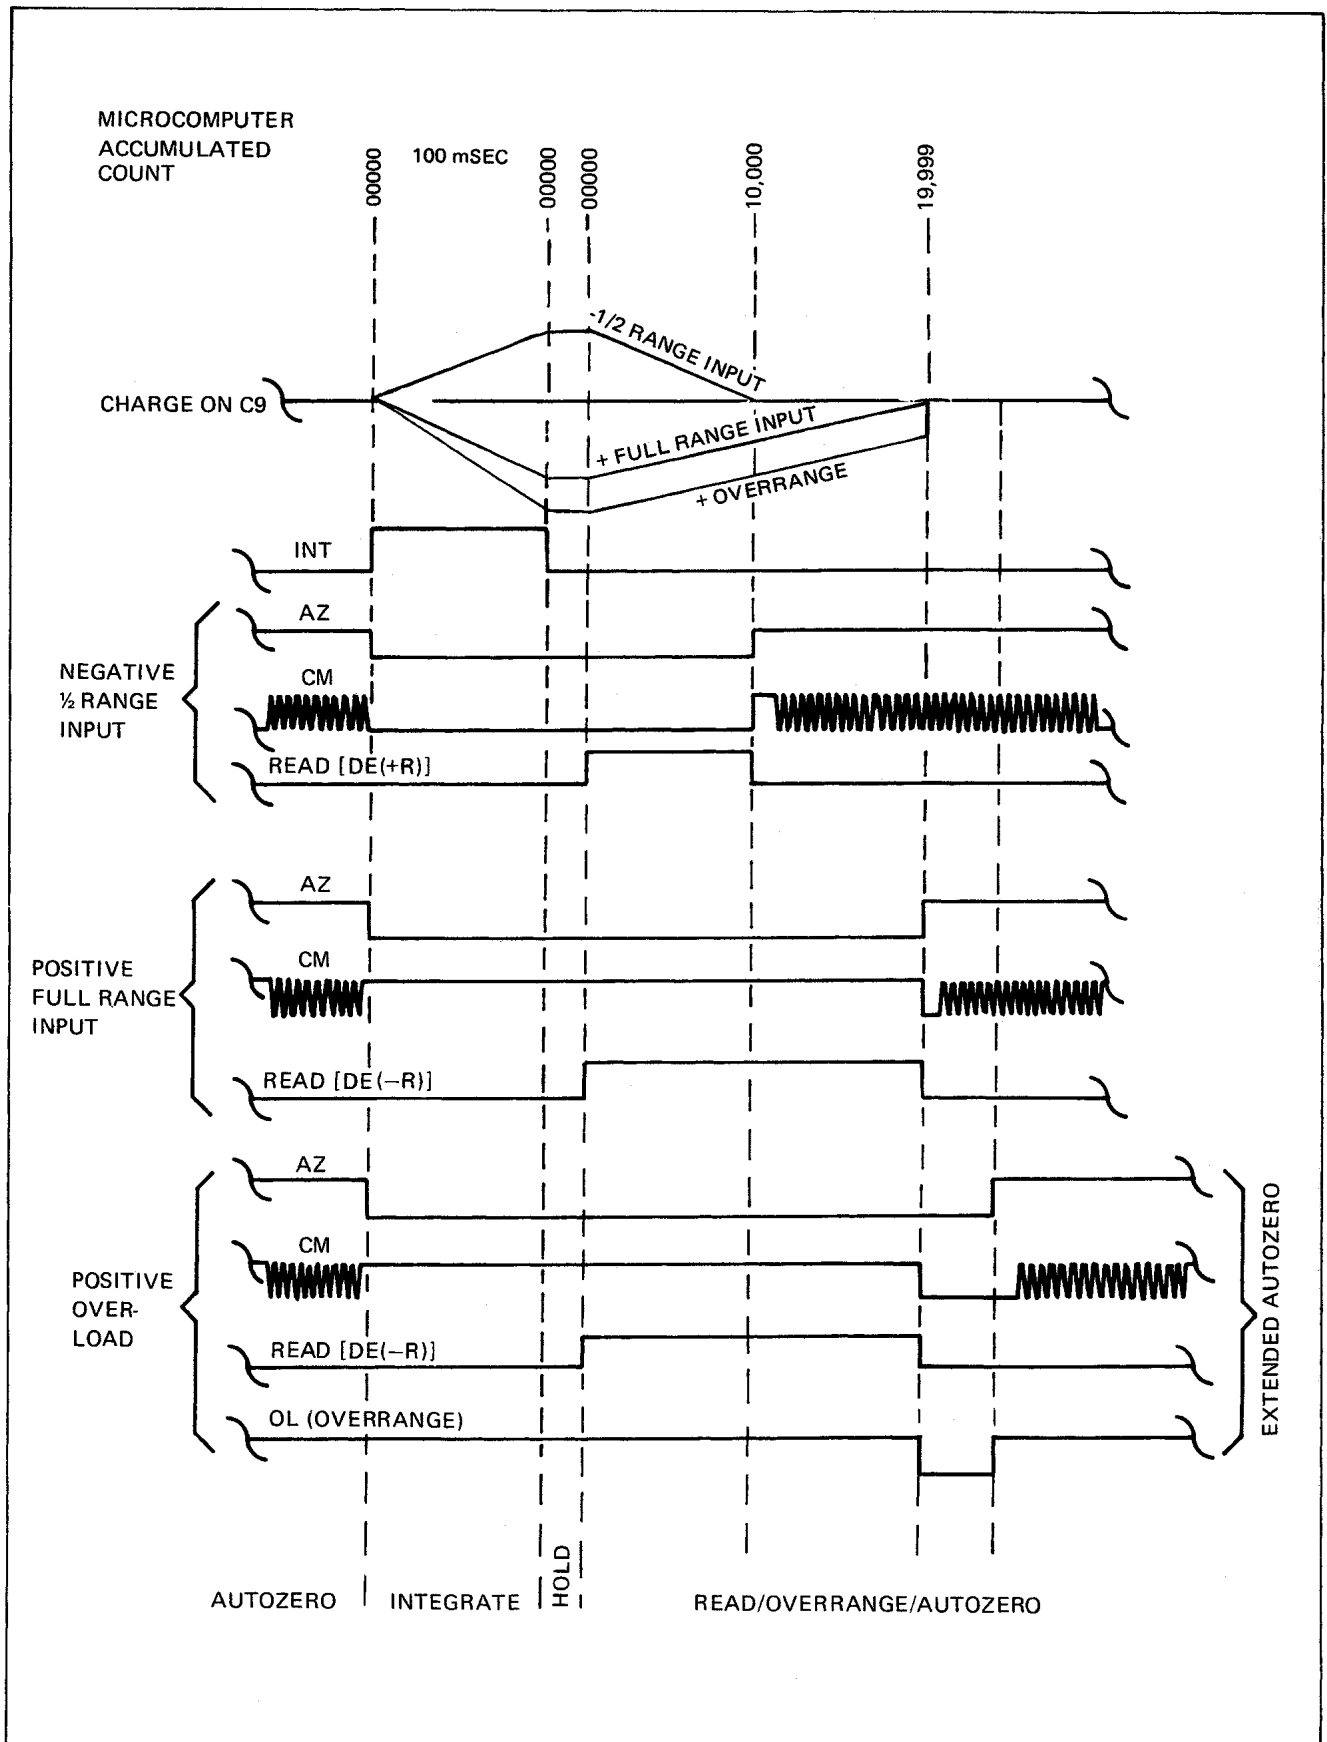 MICROCOMPUTER
ACCUMULATED
COUNT
00000
100 mSEC
00000
00000
10,000
19,999
-1/2 RANGE INPUT
CHARGE ON C9
+ FULL RANGE INPUT
+ OVERRANGE
INT
AZ
NEGATIVE
½ RANGE
INPUT
CM
READ [DE(+R)]
AZ
POSITIVE
FULL RANGE
INPUT
CM
READ [DE(−R)]
AZ
CM
POSITIVE
OVER-
LOAD
READ [DE(−R)]
OL (OVERRANGE)
EXTENDED AUTOZERO
AUTOZERO
INTEGRATE
HOLD
READ/OVERRANGE/AUTOZERO